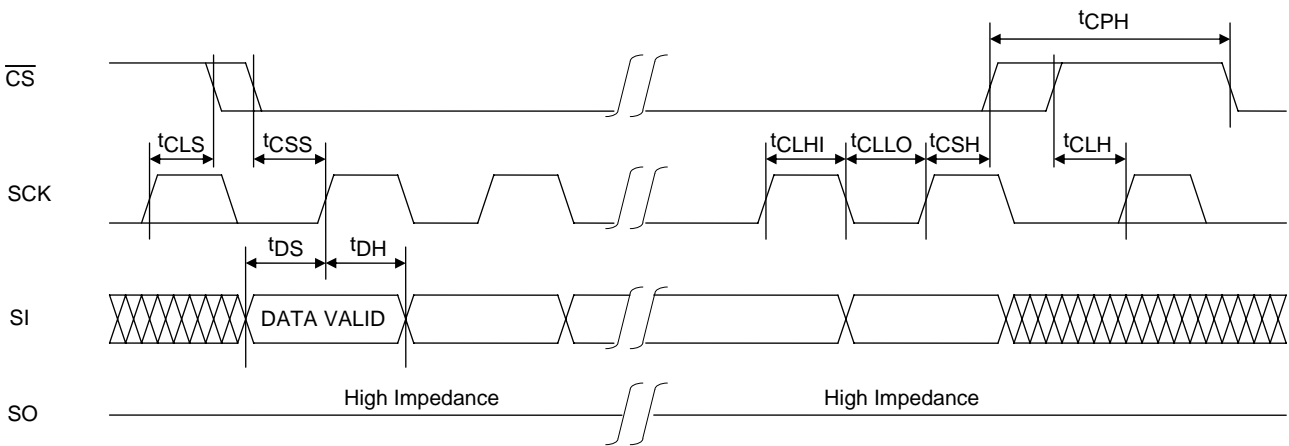 tCPH
CS
tCLS
tCSS
tCLHI
tCLLO
tCSH
tCLH
SCK
tDS
tDH
SI
DATA VALID
High Impedance
High Impedance
SO